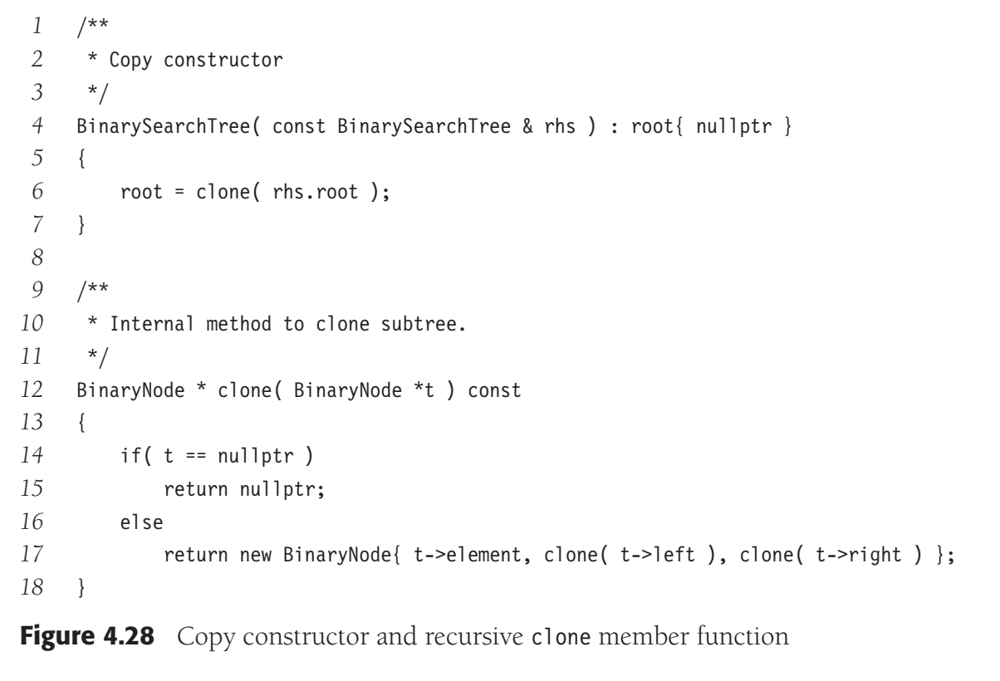 1 /**
2  * Copy constructor
3  */
4 BinarySearchTree( const BinarySearchTree & rhs ) : root{ nullptr }
5 {
6     root = clone( rhs.root );
7 }
8
9 /**
10  * Internal method to clone subtree.
11  */
12 BinaryNode * clone( BinaryNode *t ) const
13 {
14     if( t == nullptr )
15         return nullptr;
16     else
17         return new BinaryNode{ t->element, clone( t->left ), clone( t->right ) };
18 }
Figure 4.28 Copy constructor and recursive clone member function